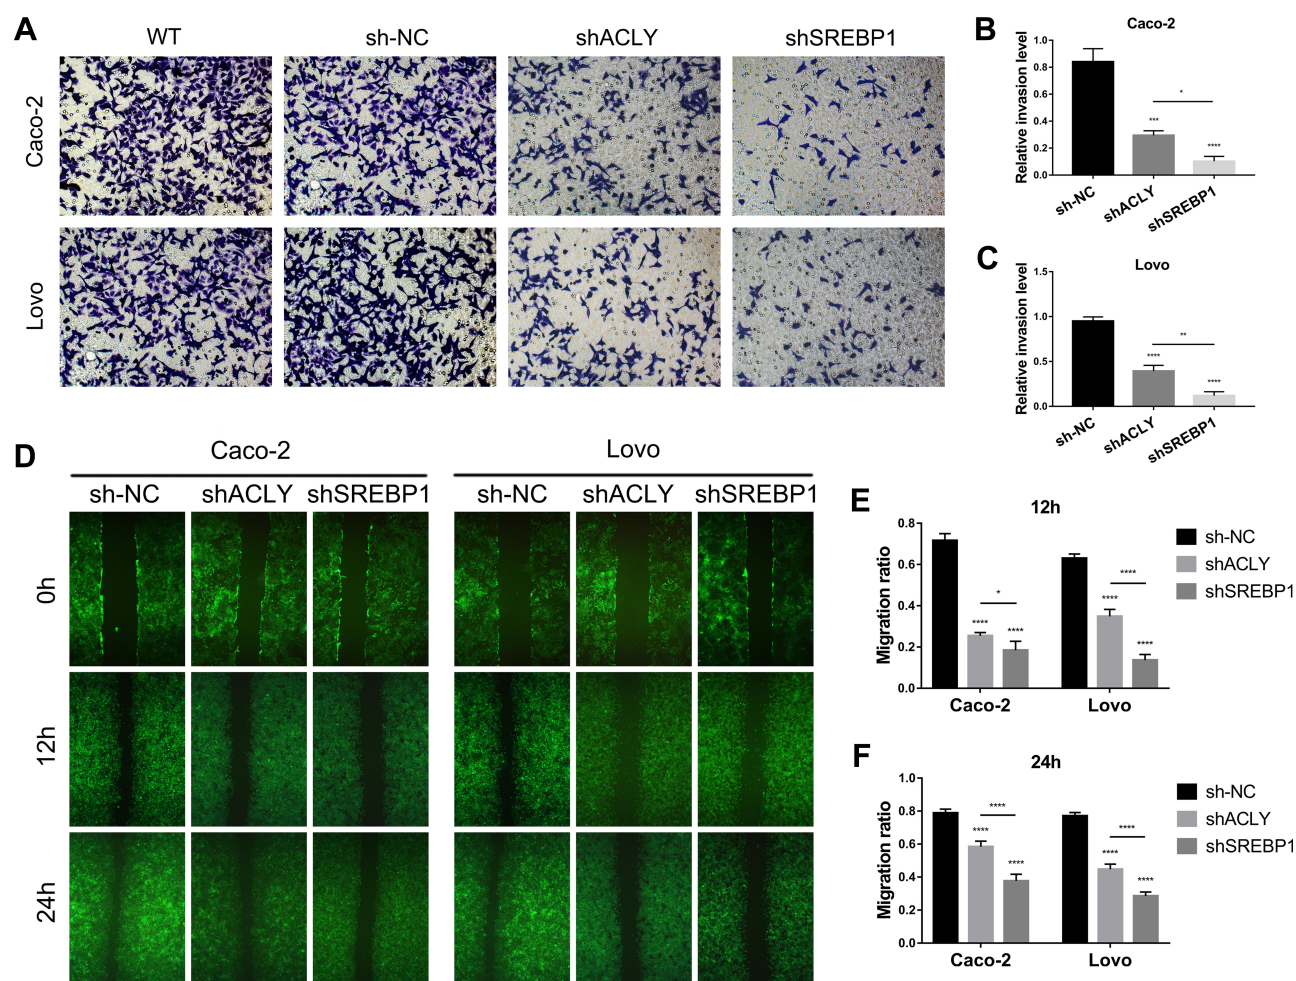 A
WT sh-NC shACLY shSREBP1
Caco-2
Lovo
B
Caco-2
Relative invasion level
1.0
0.8
0.6
0.4
0.2
0.0
*
***
****
sh-NC shACLY shSREBP1
C
Lovo
Relative invasion level
1.5
1.0
0.5
0.0
**
****
****
sh-NC shACLY shSREBP1
D
Caco-2 Lovo
sh-NC shACLY shSREBP1 sh-NC shACLY shSREBP1
0h
12h
24h
E
12h
Migration ratio
0.8
0.6
0.4
0.2
0.0
*
****
****
****
****
****
Caco-2 Lovo
sh-NC
shACLY
shSREBP1
F
24h
Migration ratio
1.0
0.8
0.6
0.4
0.2
0.0
****
****
****
****
****
****
Caco-2 Lovo
sh-NC
shACLY
shSREBP1